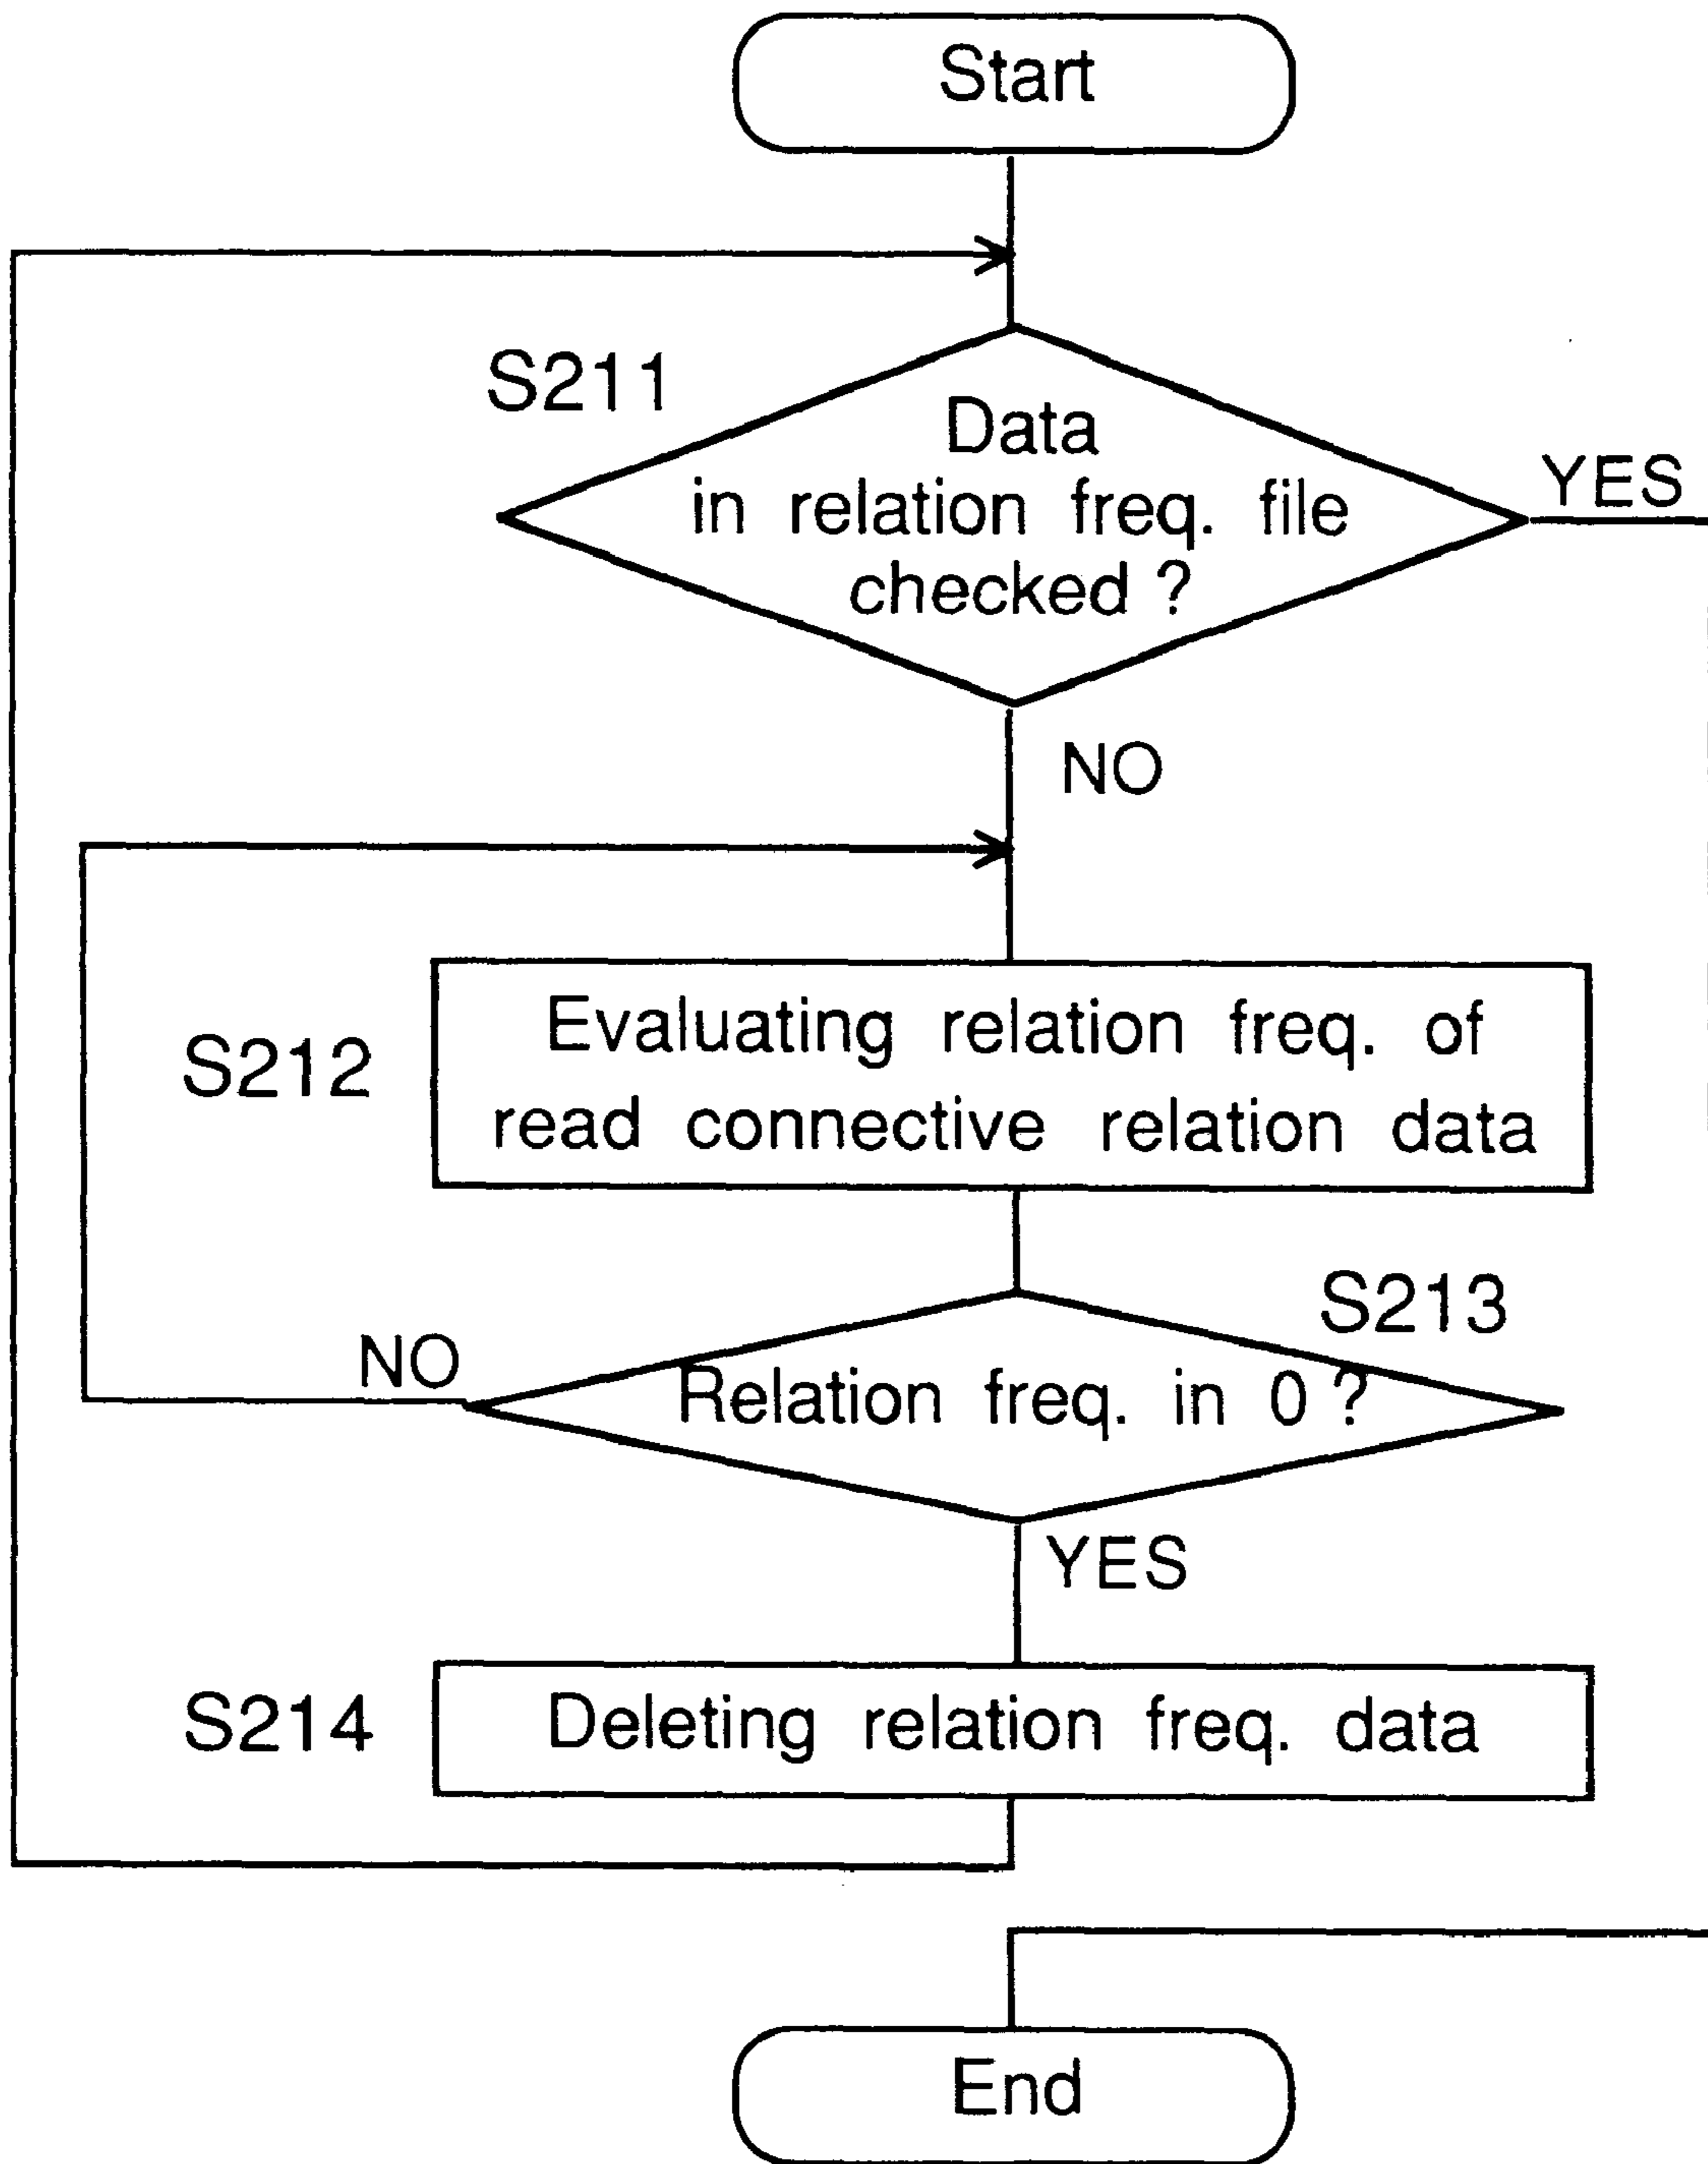 Start
S211
Data
in relation freq. file
checked ?
YES
NO
Evaluating relation freq. of
S212
read connective relation data
S213
NO
Relation freq. in 0 ?
YES
S214
Deleting relation freq. data
End